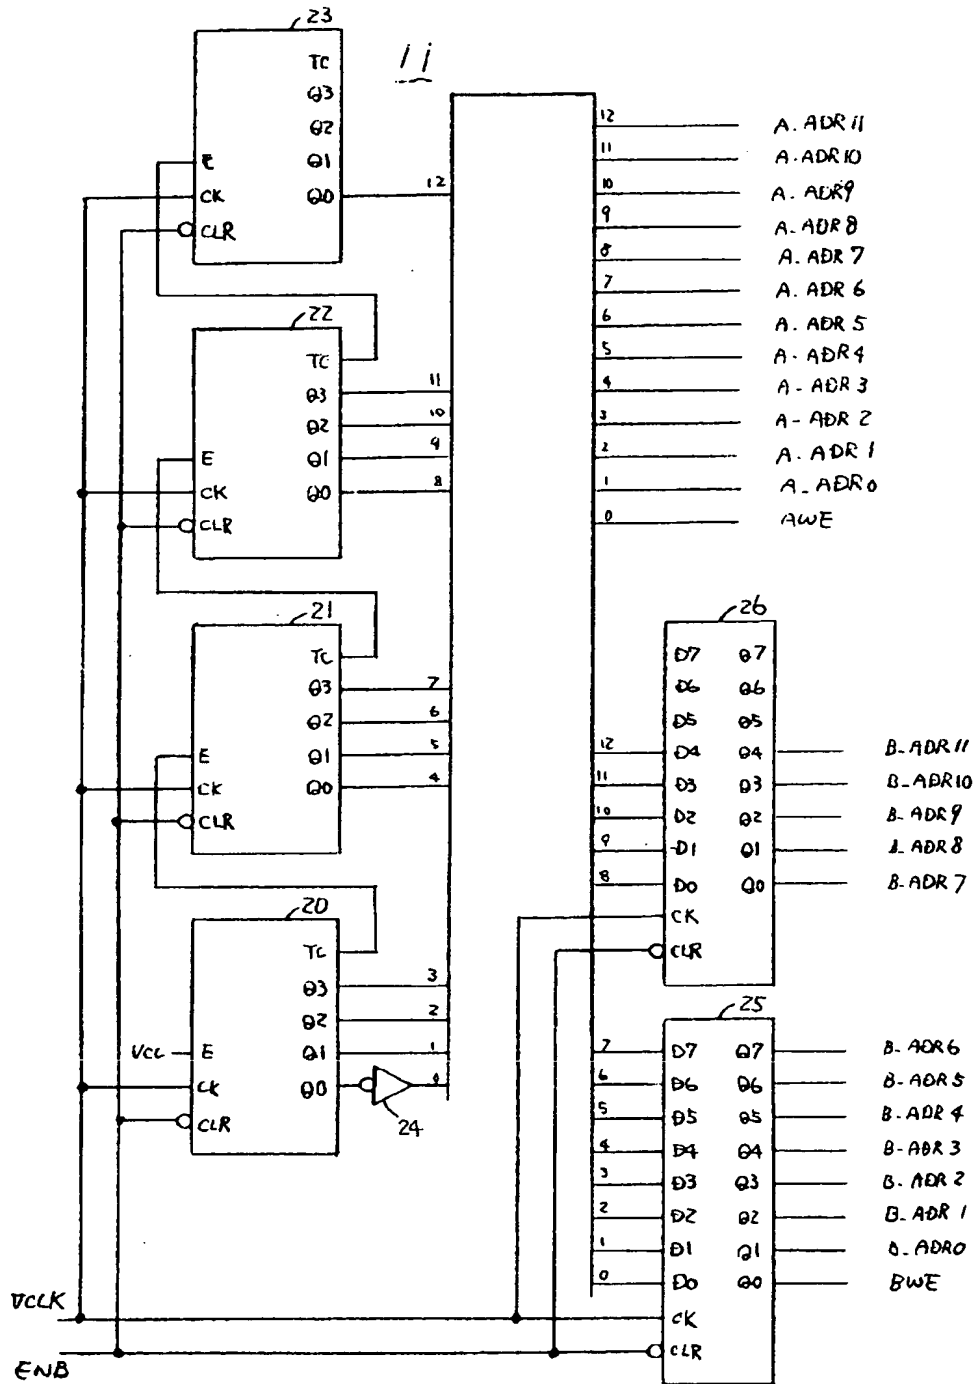 23
TC
Q3
Q2
E Q1
CK Q0
CLR
11
12
22
TC
Q3 11
Q2 10
E Q1 9
CK Q0 8
CLR
21
TC
Q3 7
Q2 6
E Q1 5
CK Q0 4
CLR
20
TC
Q3 3
Q2 2
VCC E Q1 1
CK Q0 0
CLR
24
12 A-ADR11
11 A-ADR10
10 A-ADR9
9 A-ADR8
8 A-ADR7
7 A-ADR6
6 A-ADR5
5 A-ADR4
4 A-ADR3
3 A-ADR2
2 A-ADR1
1 A-ADR0
0 AWE
26
D7 Q7
D6 Q6
D5 Q5
12 D4 Q4 B-ADR11
11 D3 Q3 B-ADR10
10 D2 Q2 B-ADR9
9 D1 Q1 B-ADR8
8 D0 Q0 B-ADR7
CK
CLR
25
7 D7 Q7 B-ADR6
6 D6 Q6 B-ADR5
5 D5 Q5 B-ADR4
4 D4 Q4 B-ADR3
3 D3 Q3 B-ADR2
2 D2 Q2 B-ADR1
1 D1 Q1 B-ADR0
0 D0 Q0 BWE
CK
CLR
VCLK
ENB